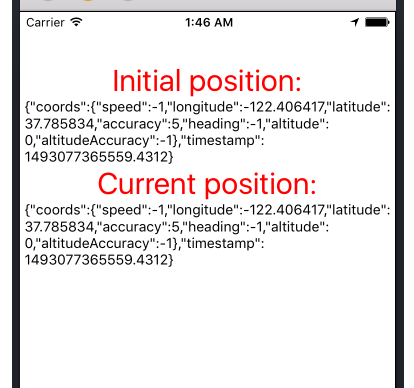 Carrier 1:46 AM
Initial position:
{"coords":{"speed":-1,"longitude":-122.406417,"latitude":
37.785834,"accuracy":5,"heading":-1,"altitude":
0,"altitudeAccuracy":-1},"timestamp":
1493077365559.4312}
Current position:
{"coords":{"speed":-1,"longitude":-122.406417,"latitude":
37.785834,"accuracy":5,"heading":-1,"altitude":
0,"altitudeAccuracy":-1},"timestamp":
1493077365559.4312}